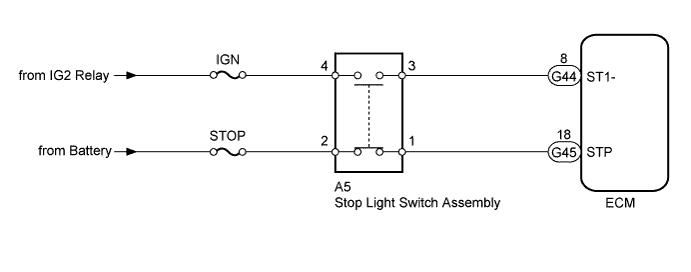 IGN
from IG2 Relay
4
3
8
G44
ST1-
STOP
from Battery
2
1
18
G45
STP
A5
Stop Light Switch Assembly
ECM